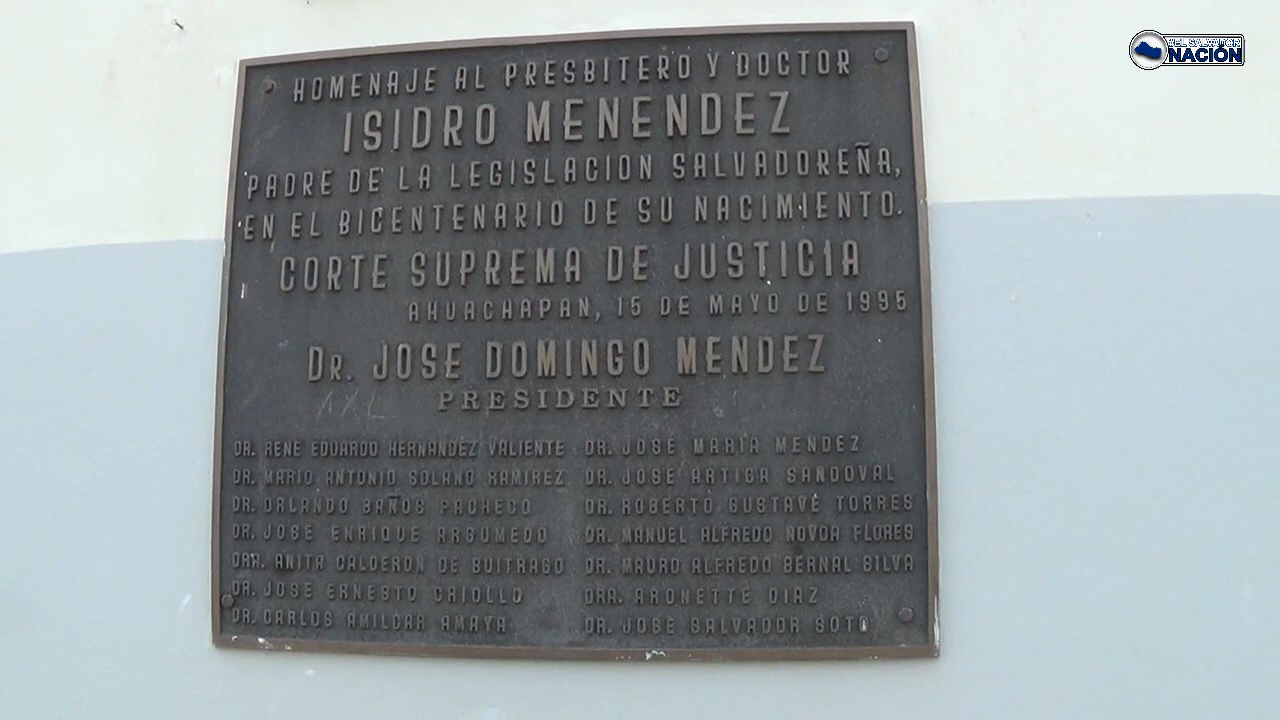 EL SALVADOR
NACIÓN
HOMENAJE AL PRESBITERO Y DOCTOR
ISIDRO MENENDEZ
PADRE DE LA LEGISLACION SALVADOREÑA,
EN EL BICENTENARIO DE SU NACIMIENTO.
CORTE SUPREMA DE JUSTICIA
AHUACHAPAN, 15 DE MAYO DE 1995
DR. JOSE DOMINGO MENDEZ
PRESIDENTE
AXL
DR. RENE EDUARDO HERNANDEZ VALIENTE
DR. MARIO ANTONIO SOLANO RAMIREZ
DR. ORLANDO BAÑOS PACHECO
DR. JOSE ENRIQUE ARGUMEDO
DRA. ANITA CALDERON DE BUITRAGO
DR. JOSE ERNESTO CRIOLLO
DR. CARLOS AMILCAR AMAYA
DR. JOSE MARIA MENDEZ
DR. JOSE ARTIGA SANDOVAL
DR. ROBERTO GUSTAVE TORRES
DR. MANUEL ALFREDO NOVOA FLORES
DR. MAURO ALFREDO BERNAL SILVA
DRA. ARONETTE DIAZ
DR. JOSE SALVADOR SOTO